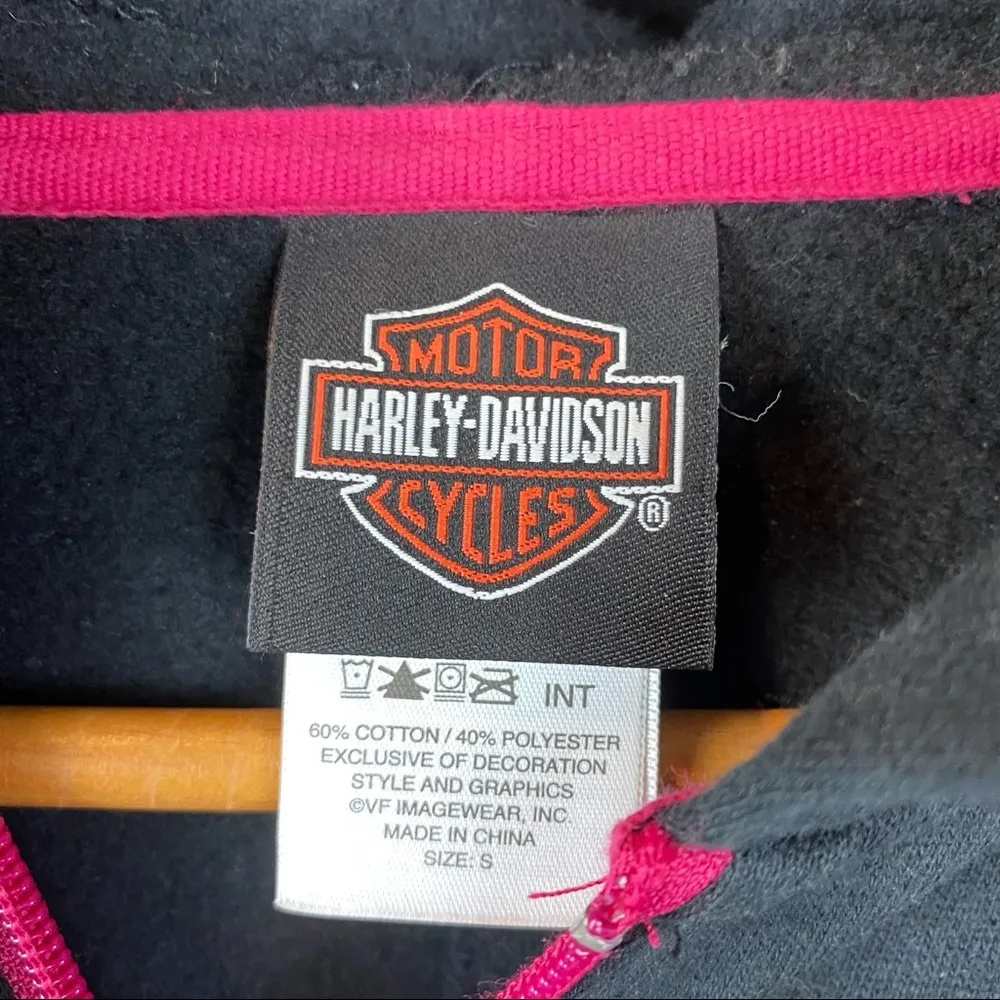 MOTOR
HARLEY-DAVIDSON
CYCLES
®
INT
60% COTTON / 40% POLYESTER
EXCLUSIVE OF DECORATION
STYLE AND GRAPHICS
©VF IMAGEWEAR, INC.
MADE IN CHINA
SIZE: S